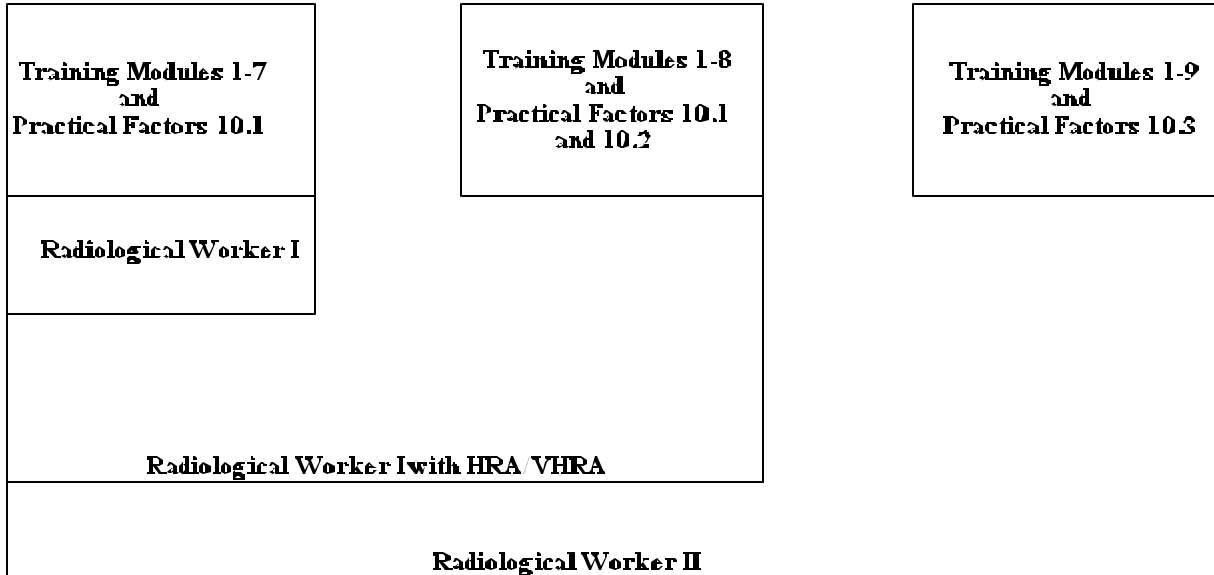 Training Modules 1-7
and
Practical Factors 10.1
Training Modules 1-8
and
Practical Factors 10.1
and 10.2
Training Modules 1-9
and
Practical Factors 10.3
Radiological Worker I
Radiological Worker I with HRA/VHRA
Radiological Worker II